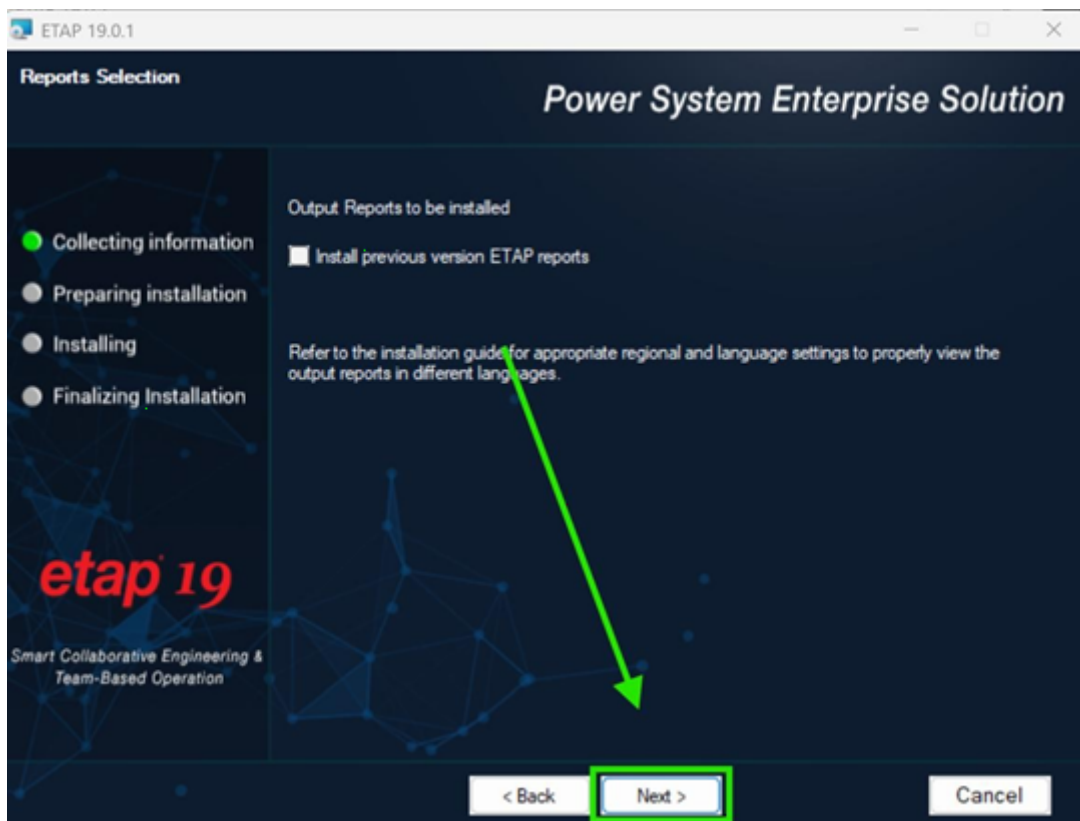 ETAP 19.0.1
Reports Selection
Power System Enterprise Solution
Collecting information
Preparing installation
Installing
Finalizing Installation
Output Reports to be installed
Install previous version ETAP reports
Refer to the installation guide for appropriate regional and language settings to properly view the
output reports in different languages.
etap 19
Smart Collaborative Engineering &
Team-Based Operation
< Back
Next >
Cancel